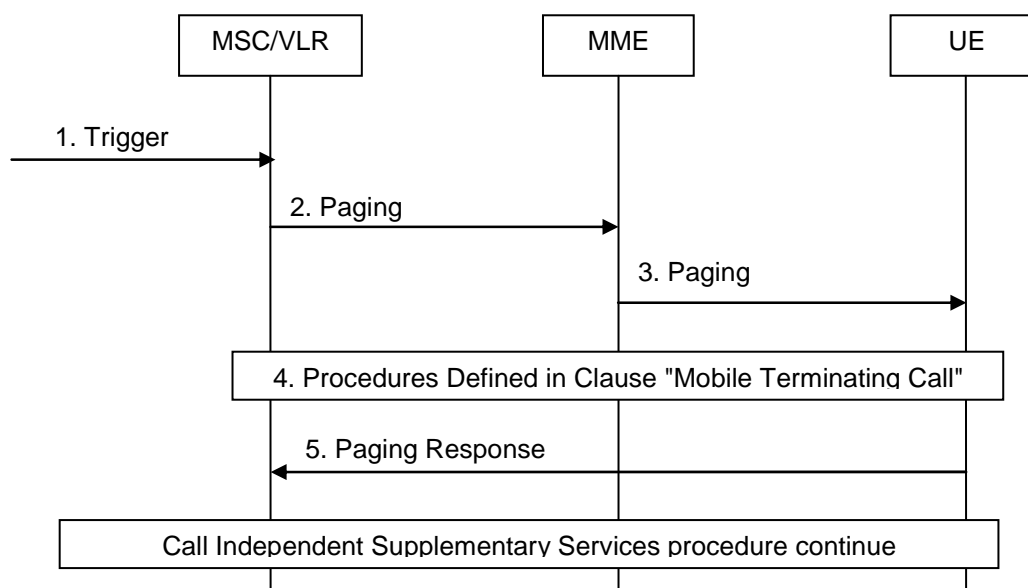 MSC/VLR
MME
UE
1. Trigger
2. Paging
3. Paging
4. Procedures Defined in Clause "Mobile Terminating Call"
5. Paging Response
Call Independent Supplementary Services procedure continue